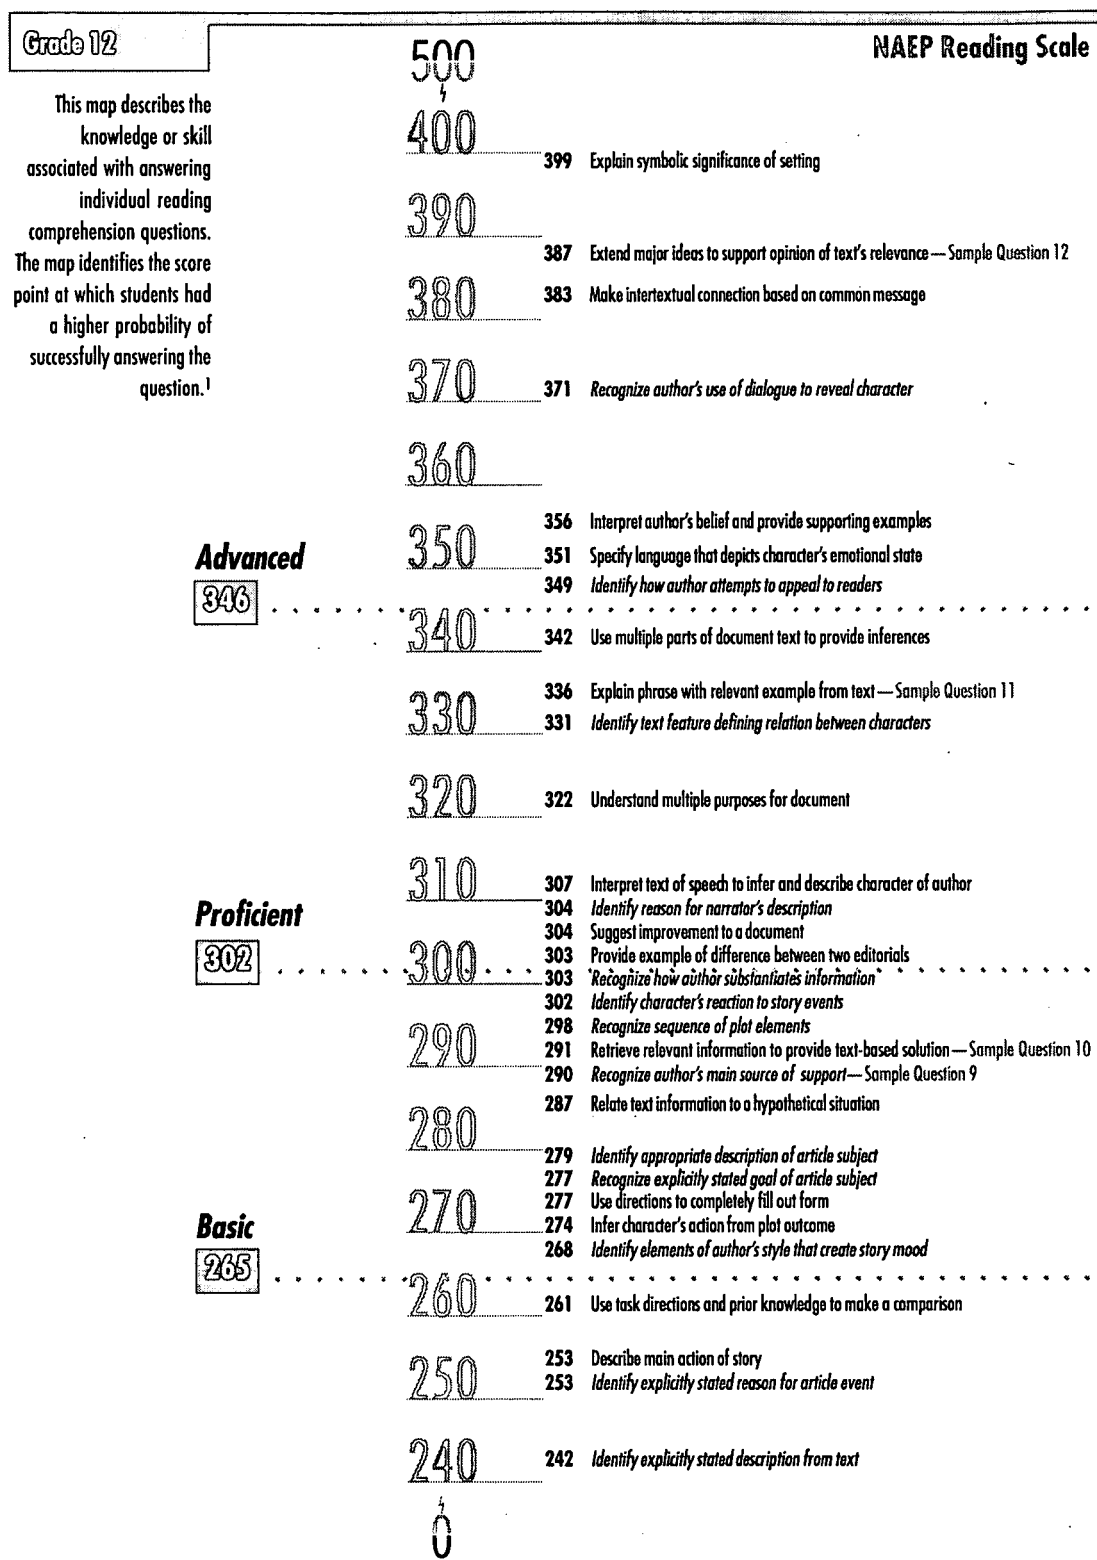 Grade 12
NAEP Reading Scale
This map describes the
knowledge or skill
associated with answering
individual reading
comprehension questions.
The map identifies the score
point at which students had
a higher probability of
successfully answering the
question.1
500
400
399 Explain symbolic significance of setting
390
387 Extend major ideas to support opinion of text's relevance—Sample Question 12
380
383 Make intertextual connection based on common message
370
371 Recognize author's use of dialogue to reveal character
360
356 Interpret author's belief and provide supporting examples
350
351 Specify language that depicts character's emotional state
Advanced
349 Identify how author attempts to appeal to readers
346
340
342 Use multiple parts of document text to provide inferences
336 Explain phrase with relevant example from text—Sample Question 11
330
331 Identify text feature defining relation between characters
320
322 Understand multiple purposes for document
310
307 Interpret text of speech to infer and describe character of author
304 Identify reason for narrator's description
Proficient
304 Suggest improvement to a document
303 Provide example of difference between two editorials
302
300
303 Recognize how author substantiates information
302 Identify character's reaction to story events
298 Recognize sequence of plot elements
290
291 Retrieve relevant information to provide text-based solution—Sample Question 10
290 Recognize author's main source of support—Sample Question 9
287 Relate text information to a hypothetical situation
280
279 Identify appropriate description of article subject
277 Recognize explicitly stated goal of article subject
277 Use directions to completely fill out form
270
274 Infer character's action from plot outcome
Basic
268 Identify elements of author's style that create story mood
265
260
261 Use task directions and prior knowledge to make a comparison
253 Describe main action of story
250
253 Identify explicitly stated reason for article event
240
242 Identify explicitly stated description from text
0